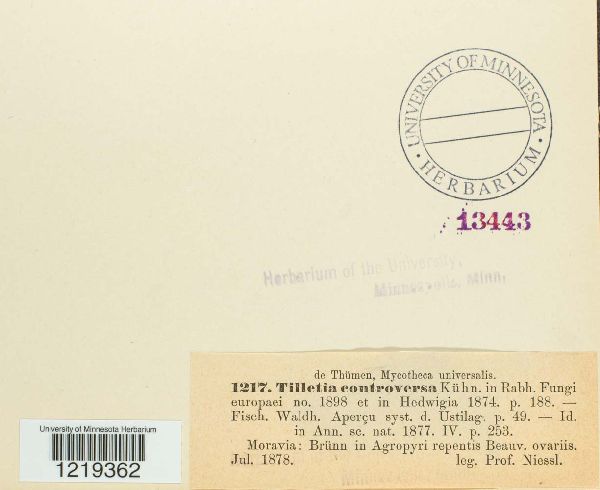 UNIVERSITY OF MINNESOTA
• HERBARIUM •
13443
Herbarium of the University,
Minneapolis, Minn,
de Thümen, Mycotheca universalis.
1217. Tilletia controversa Kühn. in Rabh. Fungi
europaei no. 1898 et in Hedwigia 1874. p. 188. —
Fisch. Waldh. Aperçu syst. d. Ustilag. p. 49. — Id.
in Ann. sc. nat. 1877. IV. p. 253.
Moravia: Brünn in Agropyri repentis Beauv. ovariis.
Jul. 1878. leg. Prof. Niessl.
University of Minnesota Herbarium
1219362